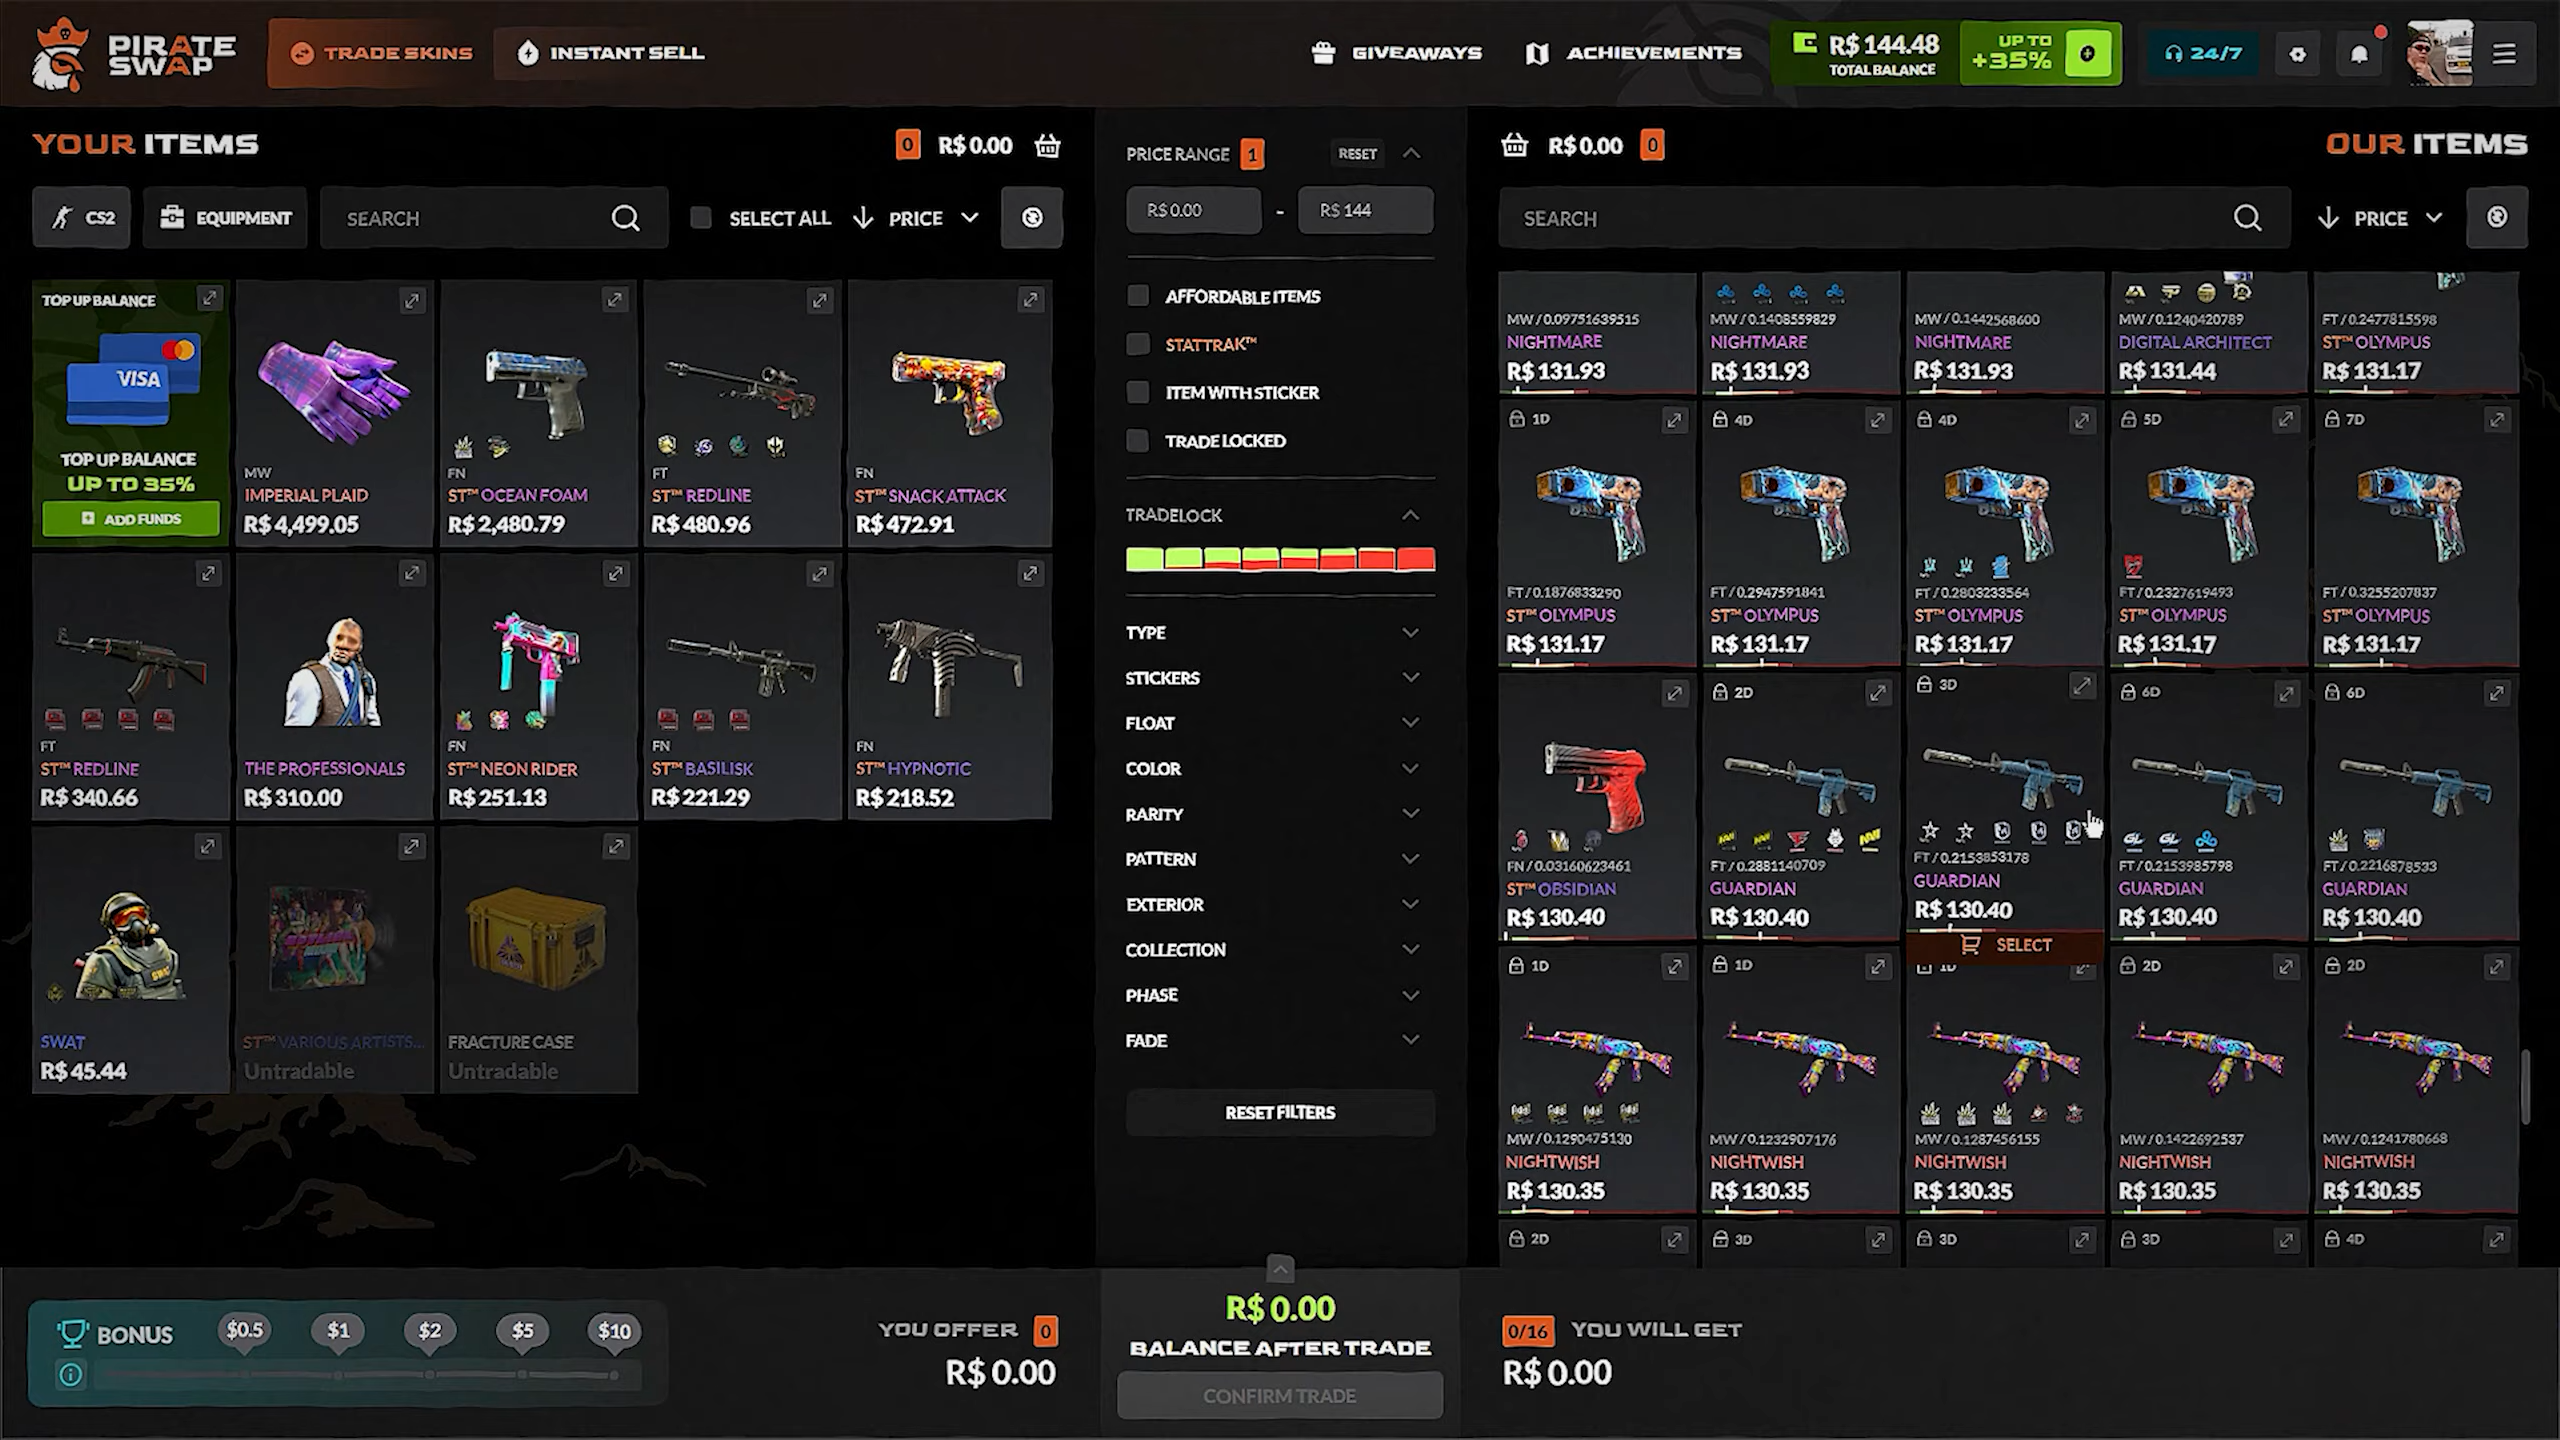 PIRATE SWAP
TRADE SKINS
INSTANT SELL
GIVEAWAYS
ACHIEVEMENTS
R$ 144.48
TOTAL BALANCE
UP TO
+35%
24/7
YOUR ITEMS
0 R$ 0.00
CS2
EQUIPMENT
SEARCH
SELECT ALL
PRICE
TOP UP BALANCE
VISA
TOP UP BALANCE
UP TO 35%
ADD FUNDS
MW
IMPERIAL PLAID
R$ 4,499.05
FN
ST™ OCEAN FOAM
R$ 2,480.79
FT
ST™ REDLINE
R$ 480.96
FN
ST™ SNACK ATTACK
R$ 472.91
FT
ST™ REDLINE
R$ 340.66
THE PROFESSIONALS
R$ 310.00
FN
ST™ NEON RIDER
R$ 251.13
FN
ST™ BASILISK
R$ 221.29
FN
ST™ HYPNOTIC
R$ 218.52
SWAT
R$ 45.44
ST™ VARIOUS ARTISTS...
Untradable
FRACTURE CASE
Untradable
PRICE RANGE 1
RESET
R$ 0.00 - R$ 144
AFFORDABLE ITEMS
STATTRAK™
ITEM WITH STICKER
TRADE LOCKED
TRADELOCK
TYPE
STICKERS
FLOAT
COLOR
RARITY
PATTERN
EXTERIOR
COLLECTION
PHASE
FADE
RESET FILTERS
R$ 0.00 0
OUR ITEMS
SEARCH
PRICE
MW / 0.09751639515
NIGHTMARE
R$ 131.93
MW / 0.1408559829
NIGHTMARE
R$ 131.93
MW / 0.1442568600
NIGHTMARE
R$ 131.93
MW / 0.1240420789
DIGITAL ARCHITECT
R$ 131.44
FT / 0.2477815598
ST™ OLYMPUS
R$ 131.17
1D
FT / 0.1876833290
ST™ OLYMPUS
R$ 131.17
4D
FT / 0.2947591841
ST™ OLYMPUS
R$ 131.17
4D
FT / 0.2803233564
ST™ OLYMPUS
R$ 131.17
5D
FT / 0.2327619493
ST™ OLYMPUS
R$ 131.17
7D
FT / 0.3255207837
ST™ OLYMPUS
R$ 131.17
FN / 0.03160623461
ST™ OBSIDIAN
R$ 130.40
2D
FT / 0.2881140709
GUARDIAN
R$ 130.40
3D
FT / 0.2153853178
GUARDIAN
R$ 130.40
SELECT
6D
FT / 0.2153985798
GUARDIAN
R$ 130.40
6D
FT / 0.2216878533
GUARDIAN
R$ 130.40
1D
MW / 0.1290475130
NIGHTWISH
R$ 130.35
1D
MW / 0.1232907176
NIGHTWISH
R$ 130.35
1D
MW / 0.1287456155
NIGHTWISH
R$ 130.35
2D
MW / 0.1422692537
NIGHTWISH
R$ 130.35
2D
MW / 0.1241780668
NIGHTWISH
R$ 130.35
2D
3D
3D
3D
4D
BONUS
$0.5
$1
$2
$5
$10
YOU OFFER 0
R$ 0.00
R$ 0.00
BALANCE AFTER TRADE
CONFIRM TRADE
0/16 YOU WILL GET
R$ 0.00